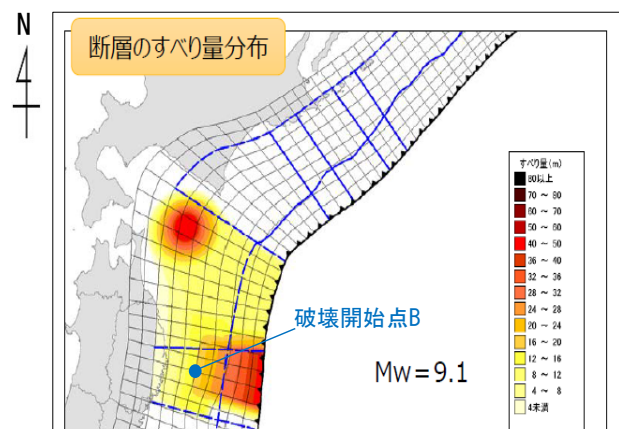 N
断層のすべり量分布
すべり量(m)
80以上
70 ～ 80
60 ～ 70
50 ～ 60
40 ～ 50
36 ～ 40
32 ～ 36
28 ～ 32
24 ～ 28
20 ～ 24
16 ～ 20
12 ～ 16
8 ～ 12
4 ～ 8
4未満
破壊開始点B
Mw=9.1